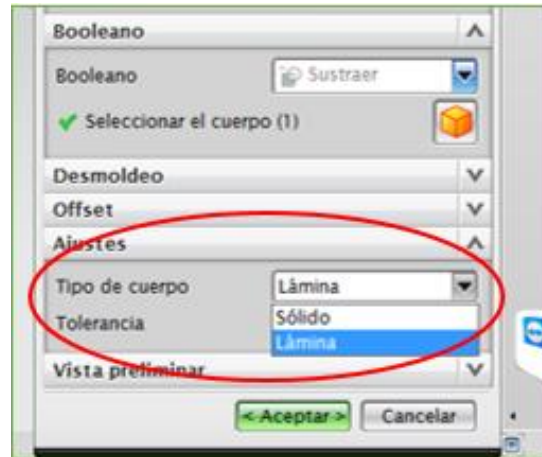 Booleano
Booleano Sustraer
Seleccionar el cuerpo (1)
Desmoldeo
Offset
Ajustes
Tipo de cuerpo Lámina
Tolerancia Sólido
Lámina
Vista preliminar
< Aceptar > Cancelar